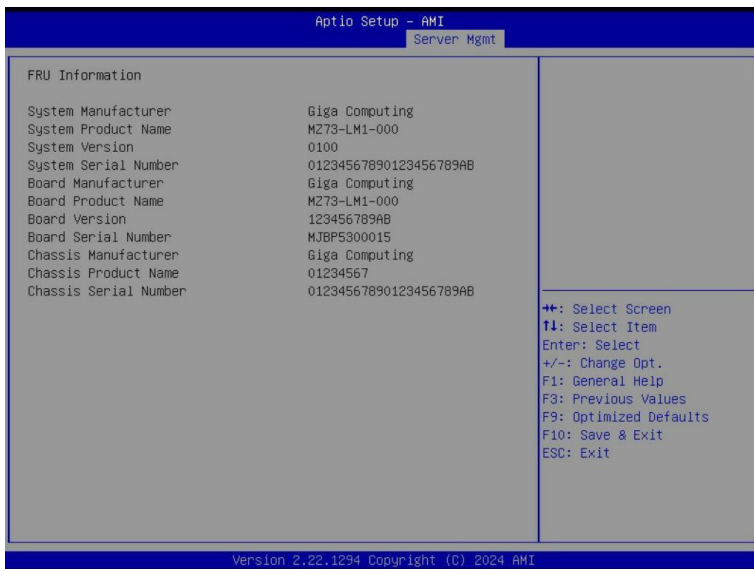 Aptio Setup – AMI
Server Mgmt
FRU Information
System Manufacturer Giga Computing
System Product Name MZ73-LM1-000
System Version 0100
System Serial Number 01234567890123456789AB
Board Manufacturer Giga Computing
Board Product Name MZ73-LM1-000
Board Version 123456789AB
Board Serial Number MJBP5300015
Chassis Manufacturer Giga Computing
Chassis Product Name 01234567
Chassis Serial Number 01234567890123456789AB
→←: Select Screen
↑↓: Select Item
Enter: Select
+/-: Change Opt.
F1: General Help
F3: Previous Values
F9: Optimized Defaults
F10: Save & Exit
ESC: Exit
Version 2.22.1294 Copyright (C) 2024 AMI